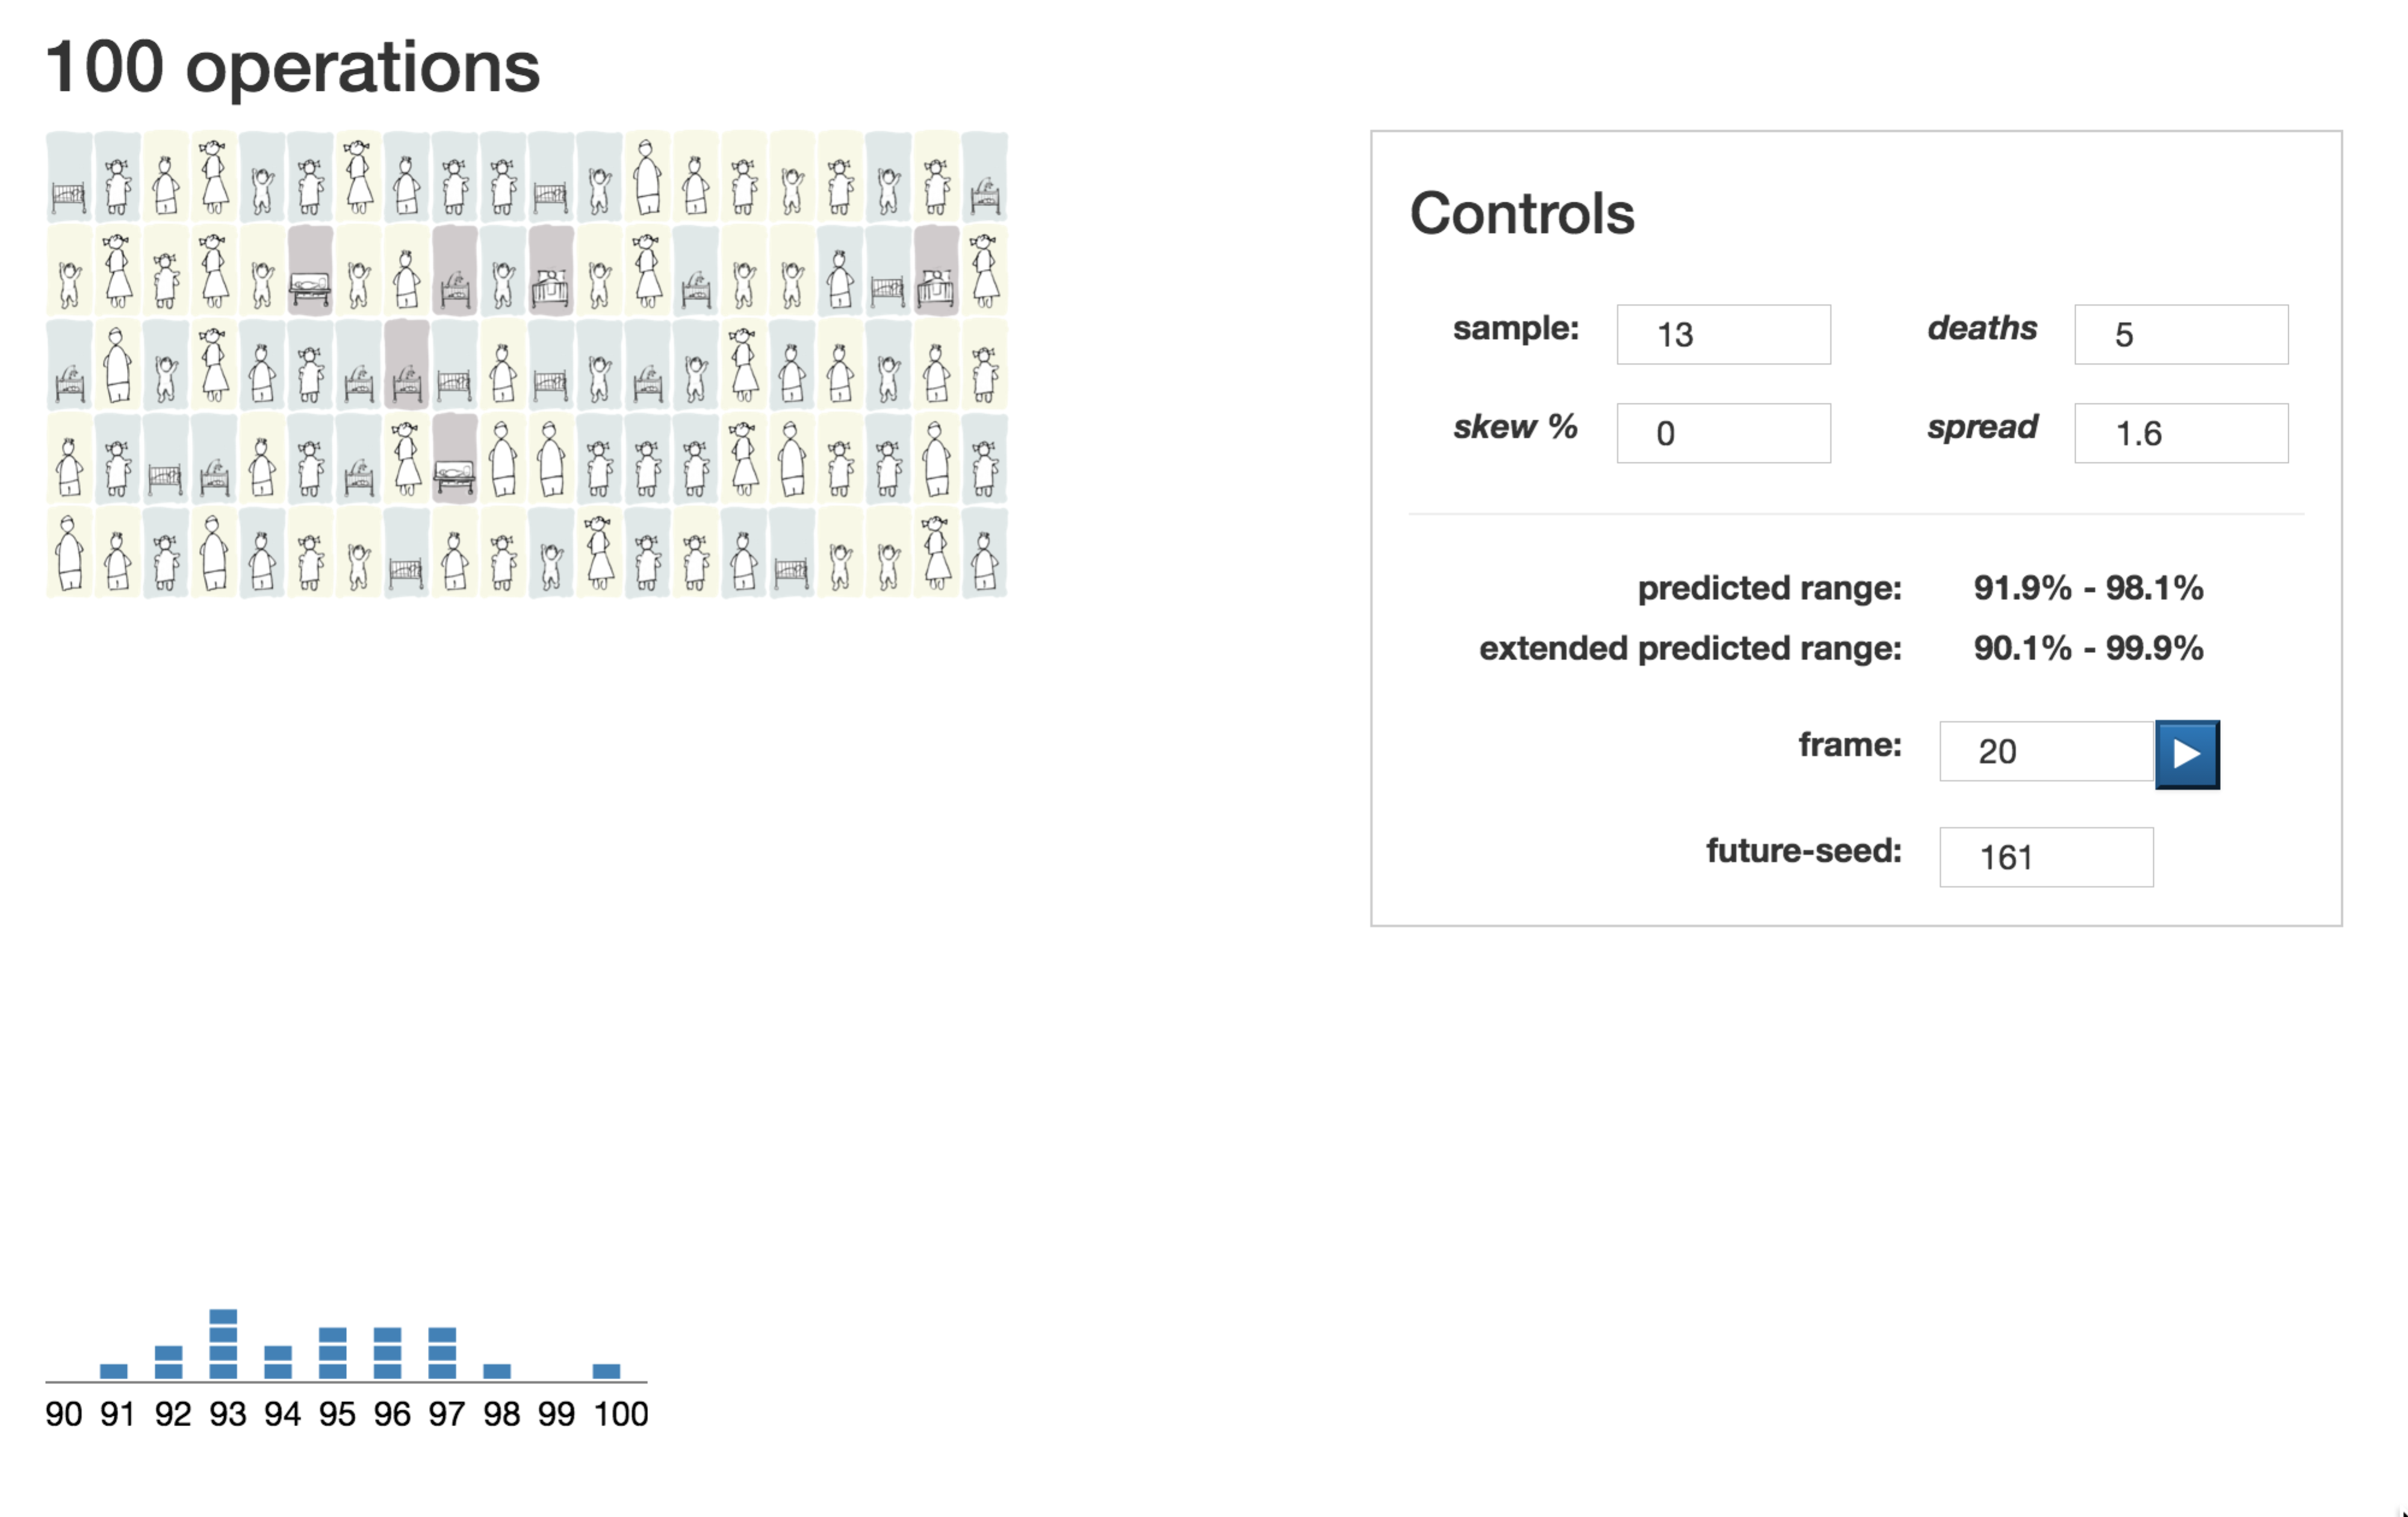 100 operations
Controls
sample: 13 deaths 5
skew % 0 spread 1.6
predicted range: 91.9% - 98.1%
extended predicted range: 90.1% - 99.9%
frame: 20
future-seed: 161
90 91 92 93 94 95 96 97 98 99 100